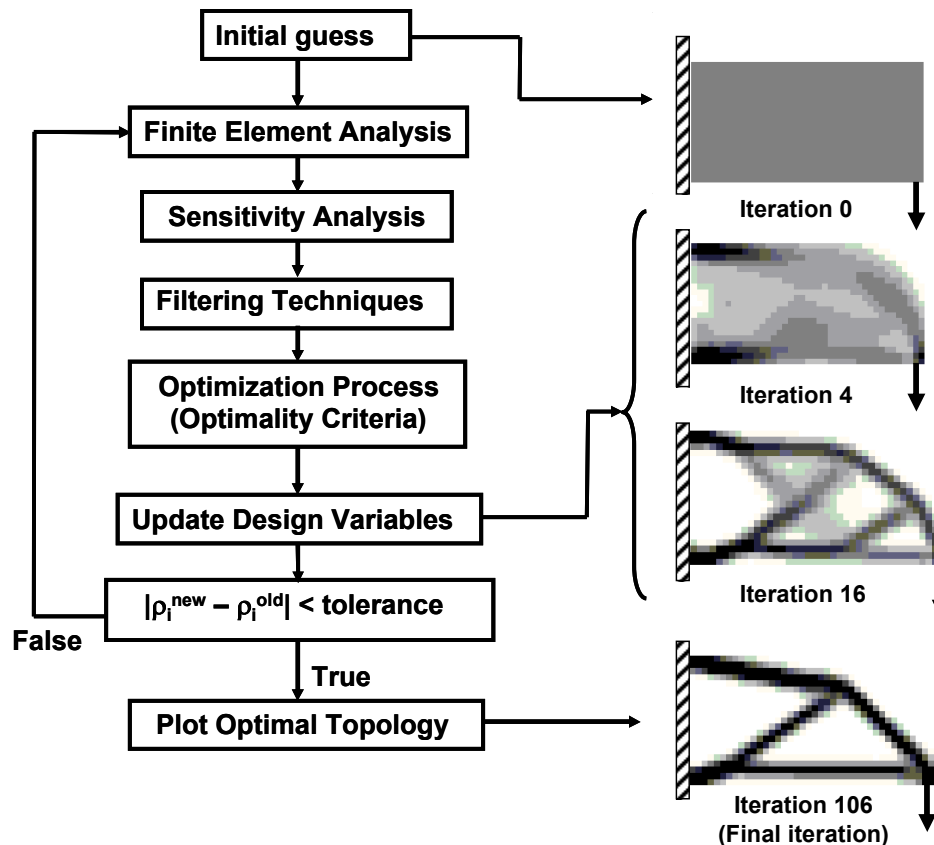 Initial guess
Finite Element Analysis
Sensitivity Analysis
Filtering Techniques
Optimization Process
(Optimality Criteria)
Update Design Variables
|ρᵢⁿᵉʷ – ρᵢᵒˡᵈ| < tolerance
False
True
Plot Optimal Topology
Iteration 0
Iteration 4
Iteration 16
Iteration 106
(Final iteration)